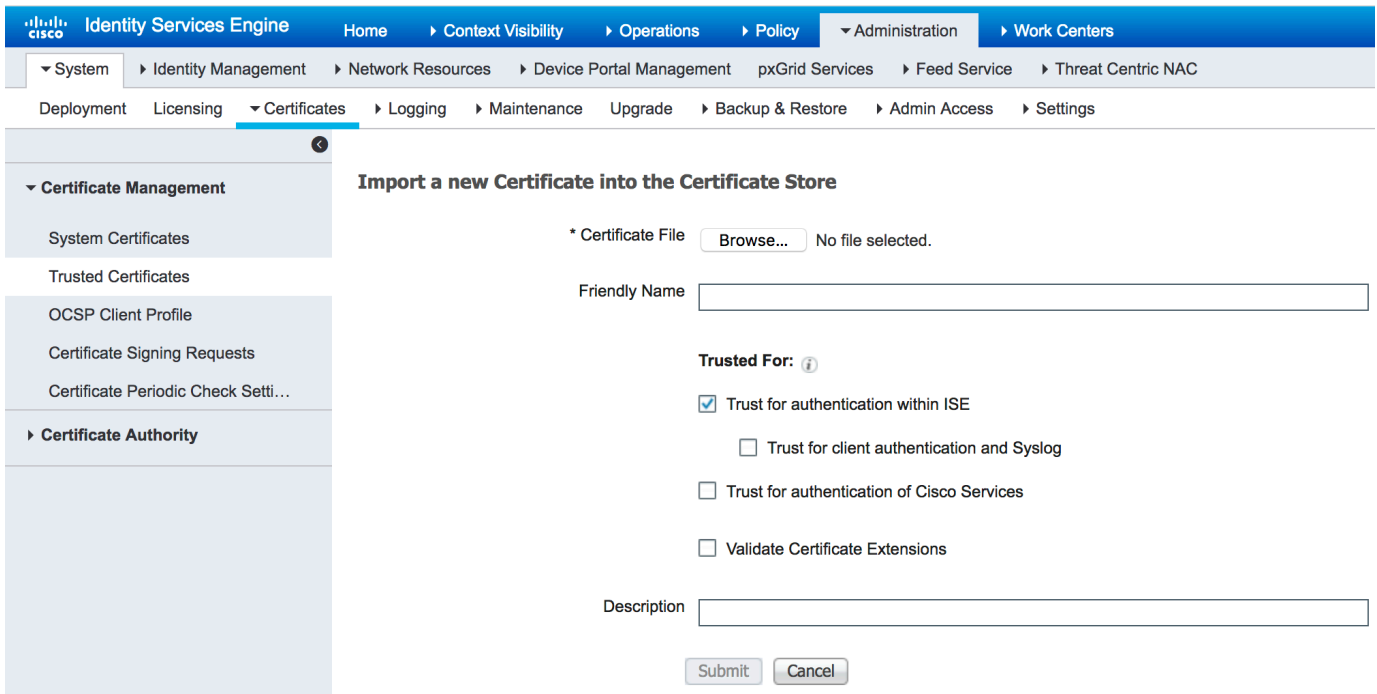 cisco Identity Services Engine Home Context Visibility Operations Policy Administration Work Centers
System Identity Management Network Resources Device Portal Management pxGrid Services Feed Service Threat Centric NAC
Deployment Licensing Certificates Logging Maintenance Upgrade Backup & Restore Admin Access Settings
Certificate Management
System Certificates
Trusted Certificates
OCSP Client Profile
Certificate Signing Requests
Certificate Periodic Check Setti…
Certificate Authority
Import a new Certificate into the Certificate Store
* Certificate File Browse... No file selected.
Friendly Name
Trusted For: i
Trust for authentication within ISE
Trust for client authentication and Syslog
Trust for authentication of Cisco Services
Validate Certificate Extensions
Description
Submit Cancel